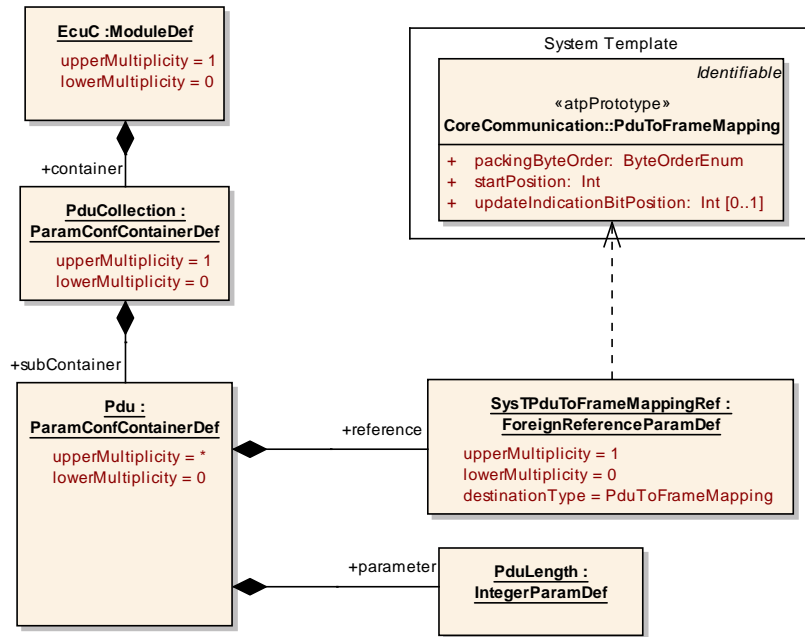 EcuC :ModuleDef
upperMultiplicity = 1
lowerMultiplicity = 0
+container
PduCollection :
ParamConfContainerDef
upperMultiplicity = 1
lowerMultiplicity = 0
+subContainer
Pdu :
ParamConfContainerDef
upperMultiplicity = *
lowerMultiplicity = 0
System Template
Identifiable
«atpPrototype»
CoreCommunication::PduToFrameMapping
+ packingByteOrder: ByteOrderEnum
+ startPosition: Int
+ updateIndicationBitPosition: Int [0..1]
+reference
SysTPduToFrameMappingRef :
ForeignReferenceParamDef
upperMultiplicity = 1
lowerMultiplicity = 0
destinationType = PduToFrameMapping
+parameter
PduLength :
IntegerParamDef